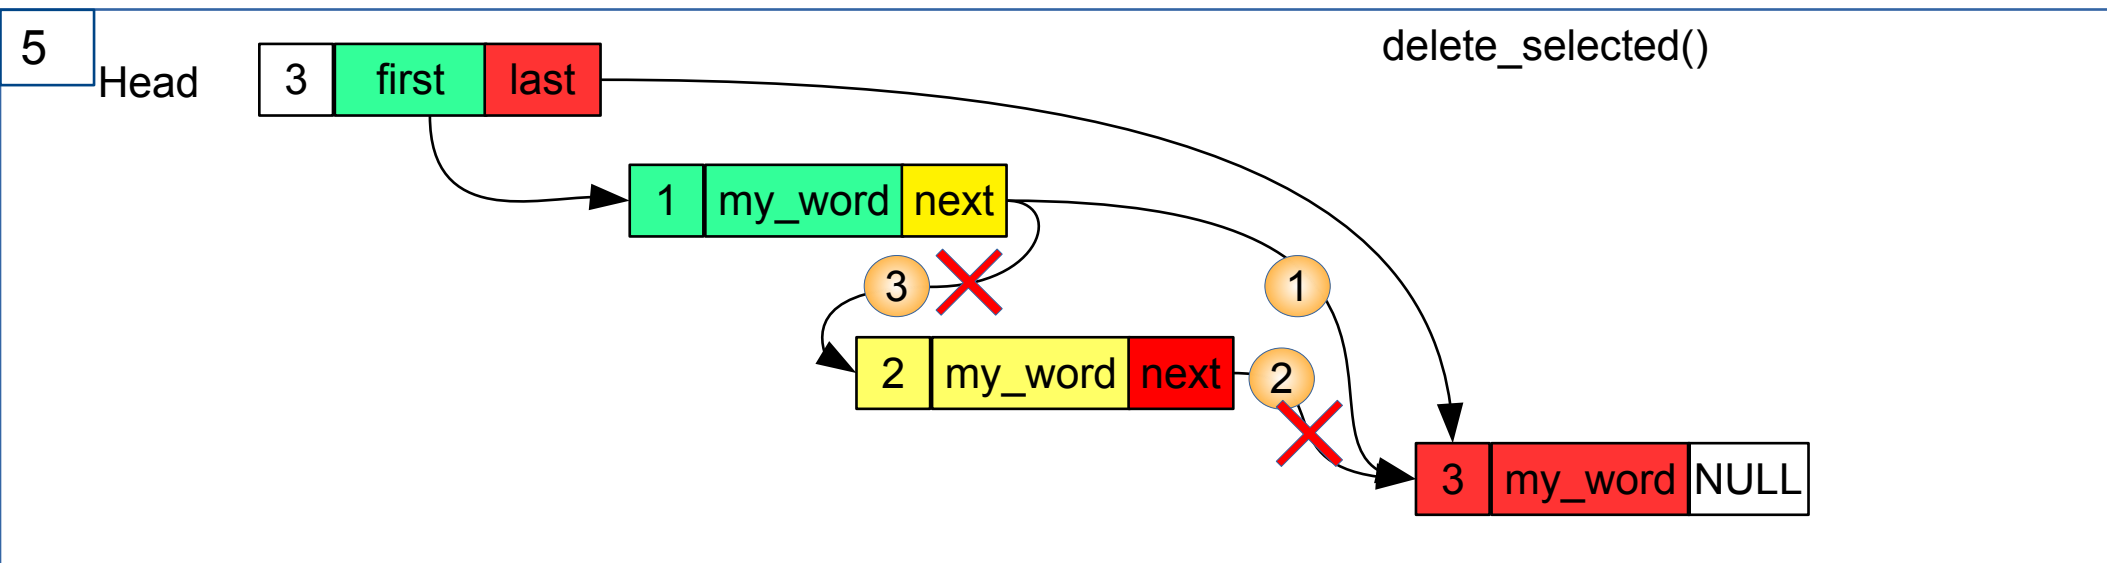 5
delete_selected()
Head
3 first last
1 my_word next
3
1
2 my_word next
2
3 my_word NULL